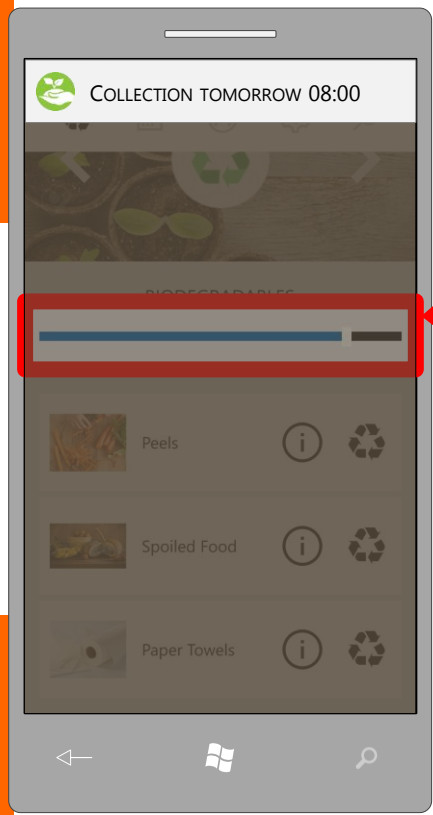 COLLECTION TOMORROW 08:00
BIODEGRADABLES
Peels
Spoiled Food
Paper Towels